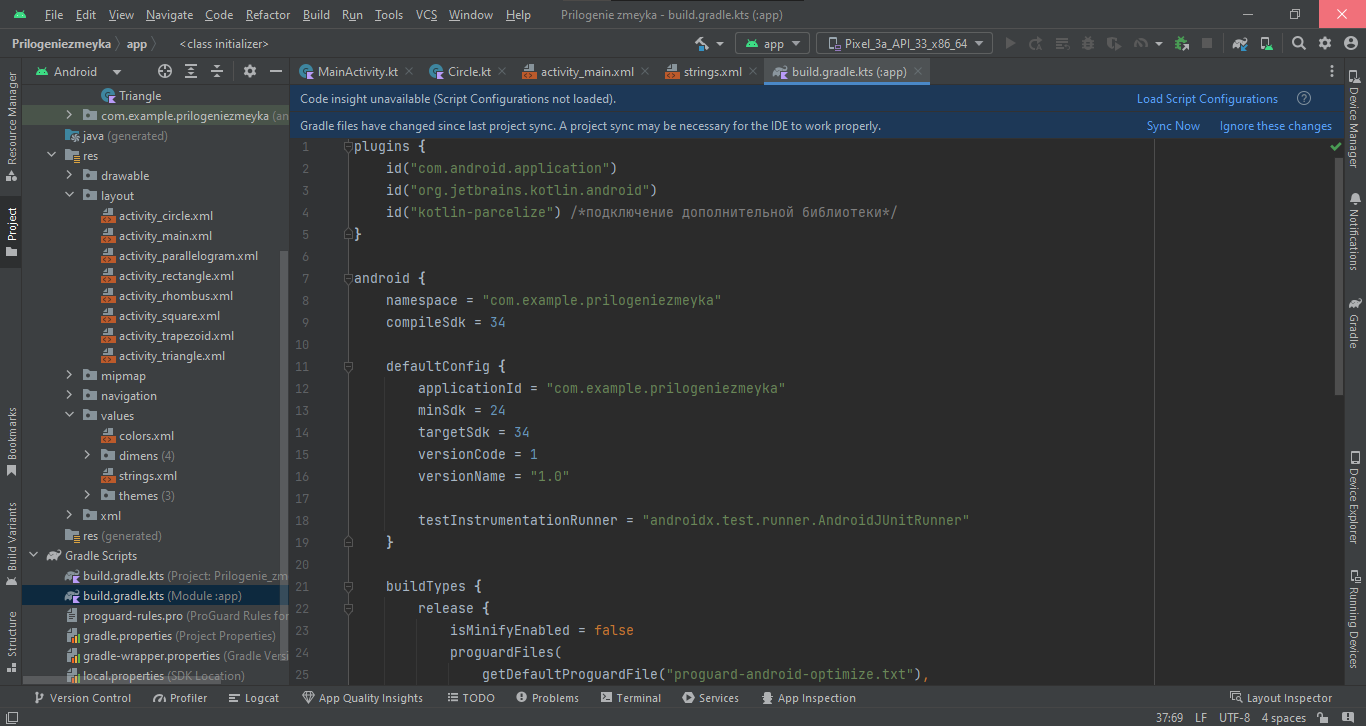 File Edit View Navigate Code Refactor Build Run Tools VCS Window Help Prilogenie zmeyka - build.gradle.kts (:app)
Prilogeniezmeyka app <class initializer> app Pixel_3a_API_33_x86_64
Android MainActivity.kt Circle.kt activity_main.xml strings.xml build.gradle.kts (:app)
Resource Manager
Project
Bookmarks
Build Variants
Structure
Triangle
com.example.prilogeniezmeyka (an
java (generated)
res
drawable
layout
activity_circle.xml
activity_main.xml
activity_parallelogram.xml
activity_rectangle.xml
activity_rhombus.xml
activity_square.xml
activity_trapezoid.xml
activity_triangle.xml
mipmap
navigation
values
colors.xml
dimens (4)
strings.xml
themes (3)
xml
res (generated)
Gradle Scripts
build.gradle.kts (Project: Prilogenie_zm
build.gradle.kts (Module :app)
proguard-rules.pro (ProGuard Rules for
gradle.properties (Project Properties)
gradle-wrapper.properties (Gradle Versi
local.properties (SDK Location)
Code insight unavailable (Script Configurations not loaded). Load Script Configurations
Gradle files have changed since last project sync. A project sync may be necessary for the IDE to work properly. Sync Now Ignore these changes
1 plugins {
2 id("com.android.application")
3 id("org.jetbrains.kotlin.android")
4 id("kotlin-parcelize") /*подключение дополнительной библиотеки*/
5 }
6
7 android {
8 namespace = "com.example.prilogeniezmeyka"
9 compileSdk = 34
10
11 defaultConfig {
12 applicationId = "com.example.prilogeniezmeyka"
13 minSdk = 24
14 targetSdk = 34
15 versionCode = 1
16 versionName = "1.0"
17
18 testInstrumentationRunner = "androidx.test.runner.AndroidJUnitRunner"
19 }
20
21 buildTypes {
22 release {
23 isMinifyEnabled = false
24 proguardFiles(
25 getDefaultProguardFile("proguard-android-optimize.txt"),
Device Manager
Notifications
Gradle
Device Explorer
Running Devices
Version Control Profiler Logcat App Quality Insights TODO Problems Terminal Services App Inspection Layout Inspector
37:69 LF UTF-8 4 spaces